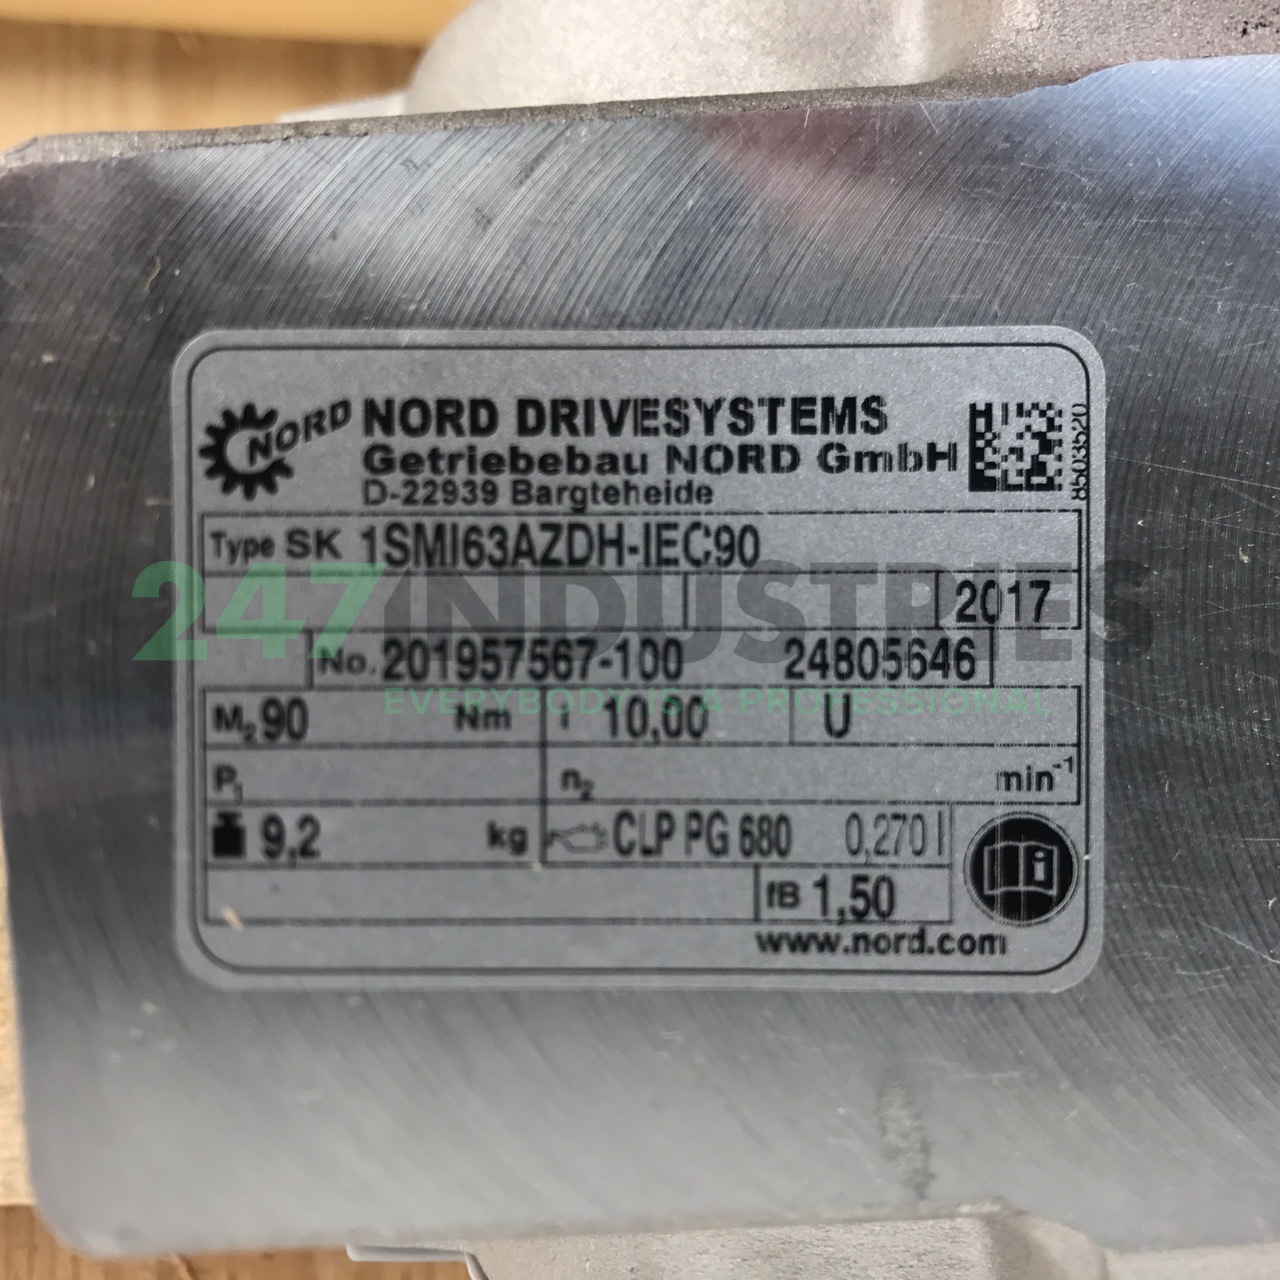 NORD NORD DRIVESYSTEMS
Getriebebau NORD GmbH
D-22939 Bargteheide
8503520
Type SK 1SMI63AZDH-IEC90
2017
No. 201957567-100 24805646
M2 90 Nm i 10,00 U
P1 n2 min-1
9,2 kg CLP PG 680 0,270 l
fB 1,50
www.nord.com
247INDUSTRIES
EVERYBODY IS A PROFESSIONAL